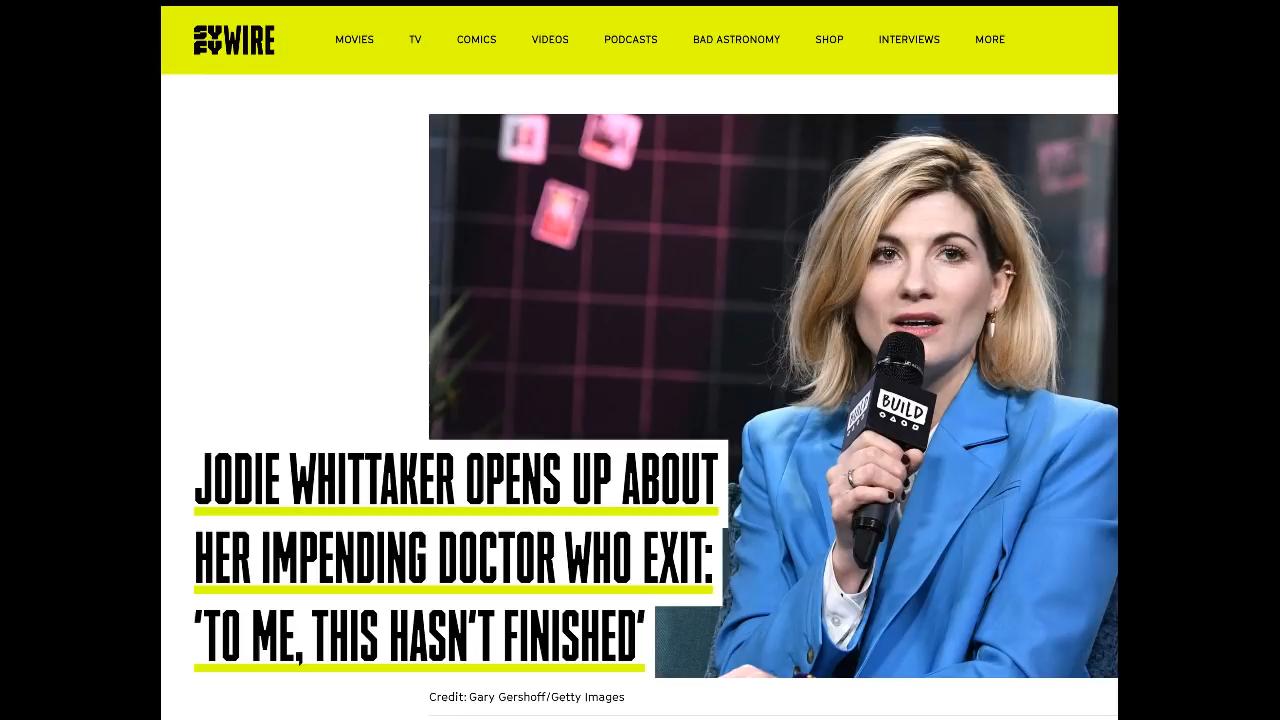 SYFY WIRE MOVIES TV COMICS VIDEOS PODCASTS BAD ASTRONOMY SHOP INTERVIEWS MORE
BUILD
BUILD
JODIE WHITTAKER OPENS UP ABOUT
HER IMPENDING DOCTOR WHO EXIT:
'TO ME, THIS HASN'T FINISHED'
Credit: Gary Gershoff/Getty Images